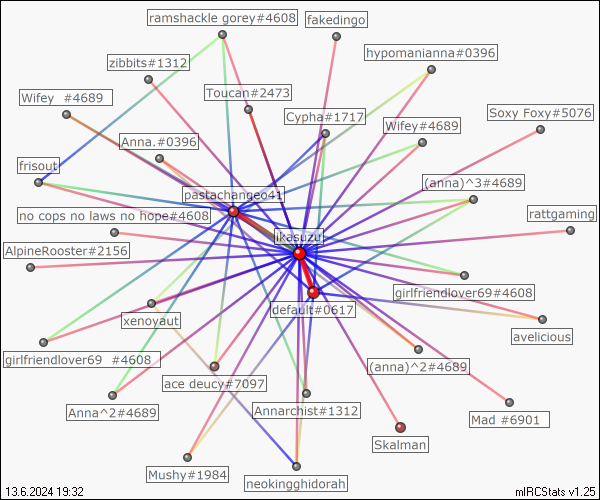 ramshackle gorey#4608
fakedingo
hypomanianna#0396
zibbits#1312
Toucan#2473
Wifey  #4689
Cypha#1717
Soxy Foxy#5076
Wifey#4689
Anna.#0396
frisout
(anna)^3#4689
pastachangeo41
no cops no laws no nope#4608
rattgaming
ikasuzu
AlpineRooster#2156
girlfriendlover69#4608
default#0617
xenoyaut
avelicious
girlfriendlover69  #4608
(anna)^2#4689
ace deucy#7097
Anna^2#4689
Annarchist#1312
Mad #6901
Skalman
Mushy#1984
neokingghidorah
13.6.2024 19:32
mIRCStats v1.25